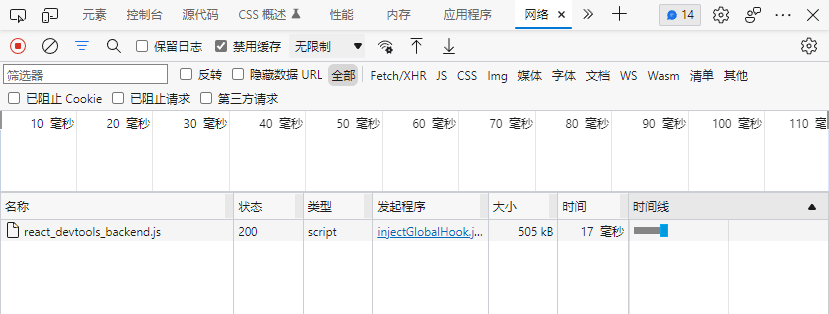 元素 控制台 源代码 CSS 概述 性能 内存 应用程序 网络 14
保留日志 禁用缓存 无限制
筛选器 反转 隐藏数据 URL 全部 Fetch/XHR JS CSS Img 媒体 字体 文档 WS Wasm 清单 其他
已阻止 Cookie 已阻止请求 第三方请求
10 毫秒 20 毫秒 30 毫秒 40 毫秒 50 毫秒 60 毫秒 70 毫秒 80 毫秒 90 毫秒 100 毫秒 110 毫
名称 状态 类型 发起程序 大小 时间 时间线
react_devtools_backend.js 200 script injectGlobalHook.j... 505 kB 17 毫秒